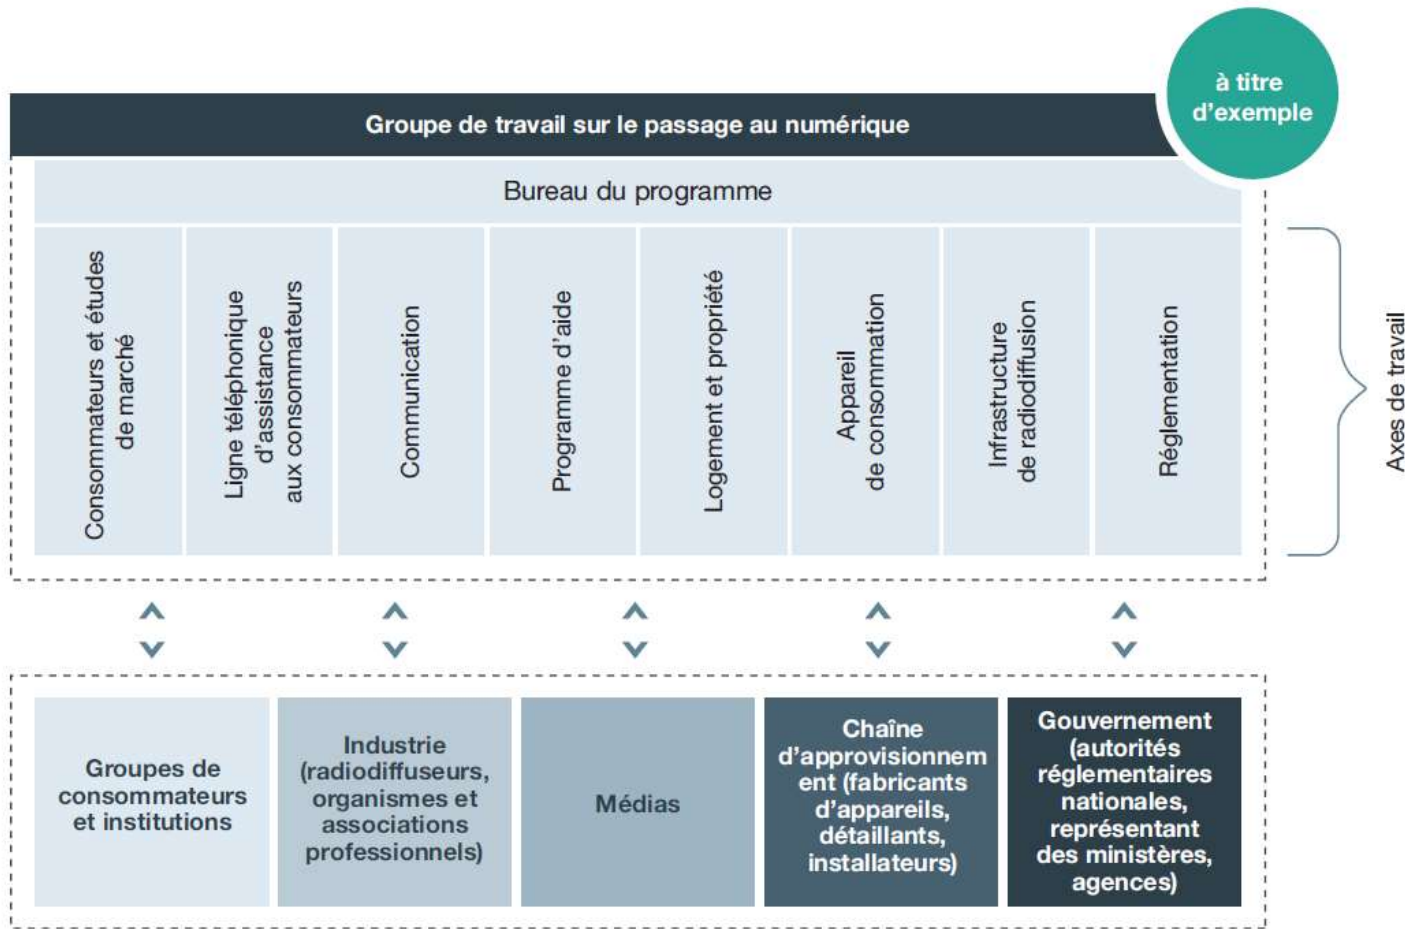 à titre
d'exemple
Groupe de travail sur le passage au numérique
Bureau du programme
Consommateurs et études
de marché
Ligne téléphonique
d'assistance
aux consommateurs
Communication
Programme d'aide
Logement et propriété
Appareil
de consommation
Infrastructure
de radiodiffusion
Réglementation
Axes de travail
Groupes de
consommateurs
et institutions
Industrie
(radiodiffuseurs,
organismes et
associations
professionnels)
Médias
Chaîne
d'approvisionnem
ent (fabricants
d'appareils,
détaillants,
installateurs)
Gouvernement
(autorités
réglementaires
nationales,
représentant
des ministères,
agences)